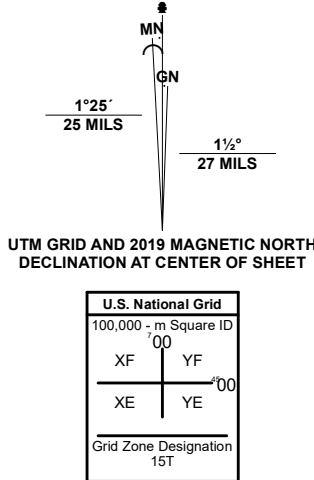 MN
GN
1°25´
25 MILS
1½°
27 MILS
UTM GRID AND 2019 MAGNETIC NORTH
DECLINATION AT CENTER OF SHEET
U.S. National Grid
100,000 - m Square ID
⁷00
XF YF
⁴⁵00
XE YE
Grid Zone Designation
15T